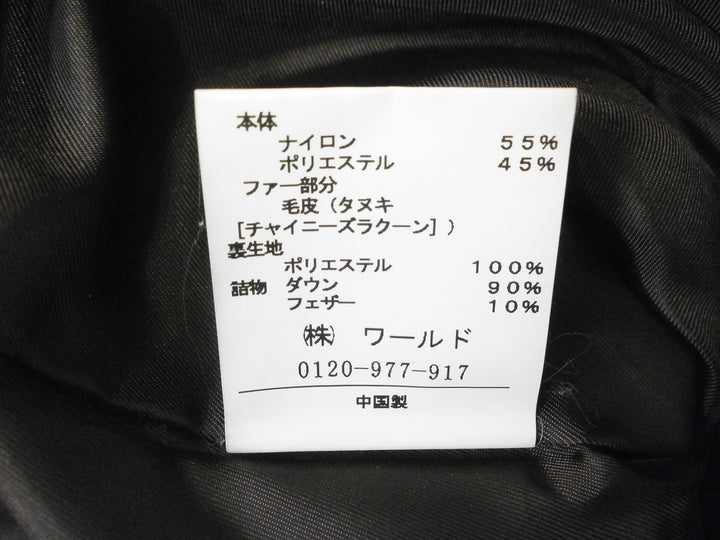 本体
ナイロン 55%
ポリエステル 45%
ファー部分
毛皮(タヌキ
[チャイニーズラクーン])
裏生地
ポリエステル 100%
詰物 ダウン 90%
フェザー 10%
㈱ ワールド
0120-977-917
中国製